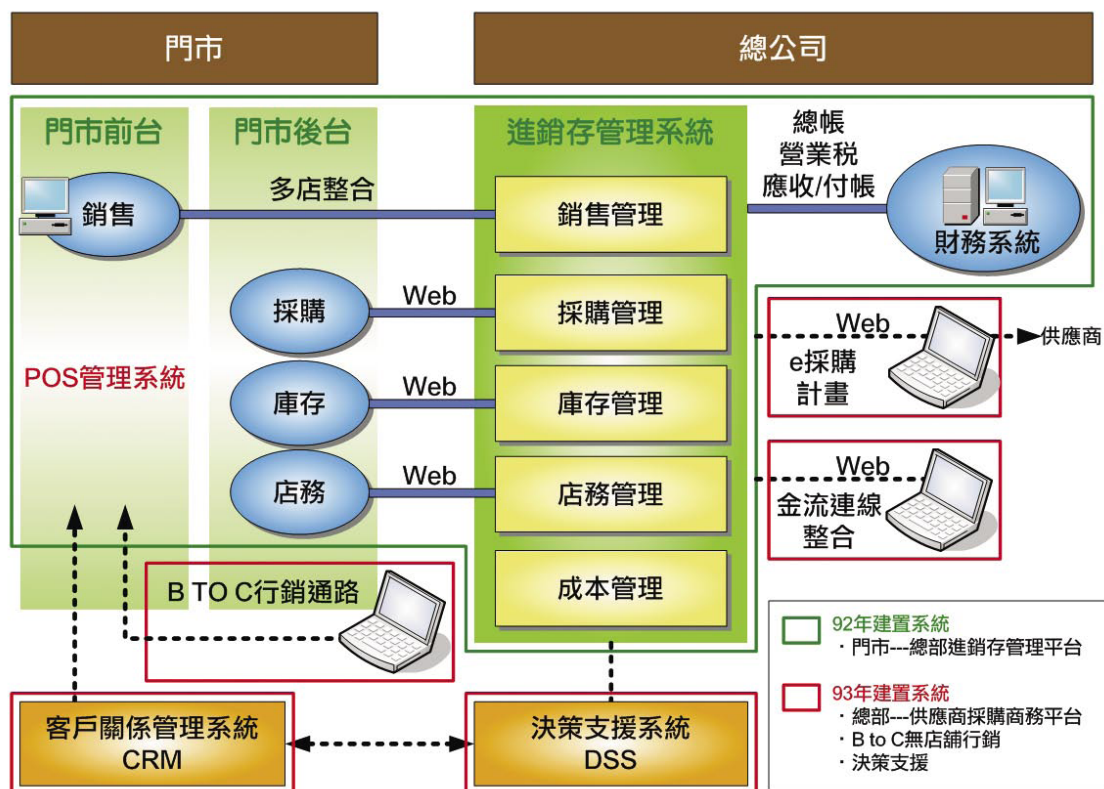 門市
總公司
門市前台
門市後台
進銷存管理系統
總帳
營業稅
應收/付帳
銷售
多店整合
銷售管理
財務系統
採購
Web
採購管理
Web
供應商
e採購
計畫
POS管理系統
庫存
Web
庫存管理
店務
Web
店務管理
Web
金流連線
整合
B TO C行銷通路
成本管理
92年建置系統
·門市---總部進銷存管理平台
93年建置系統
·總部---供應商採購商務平台
·B to C無店舖行銷
·決策支援
客戶關係管理系統
CRM
決策支援系統
DSS